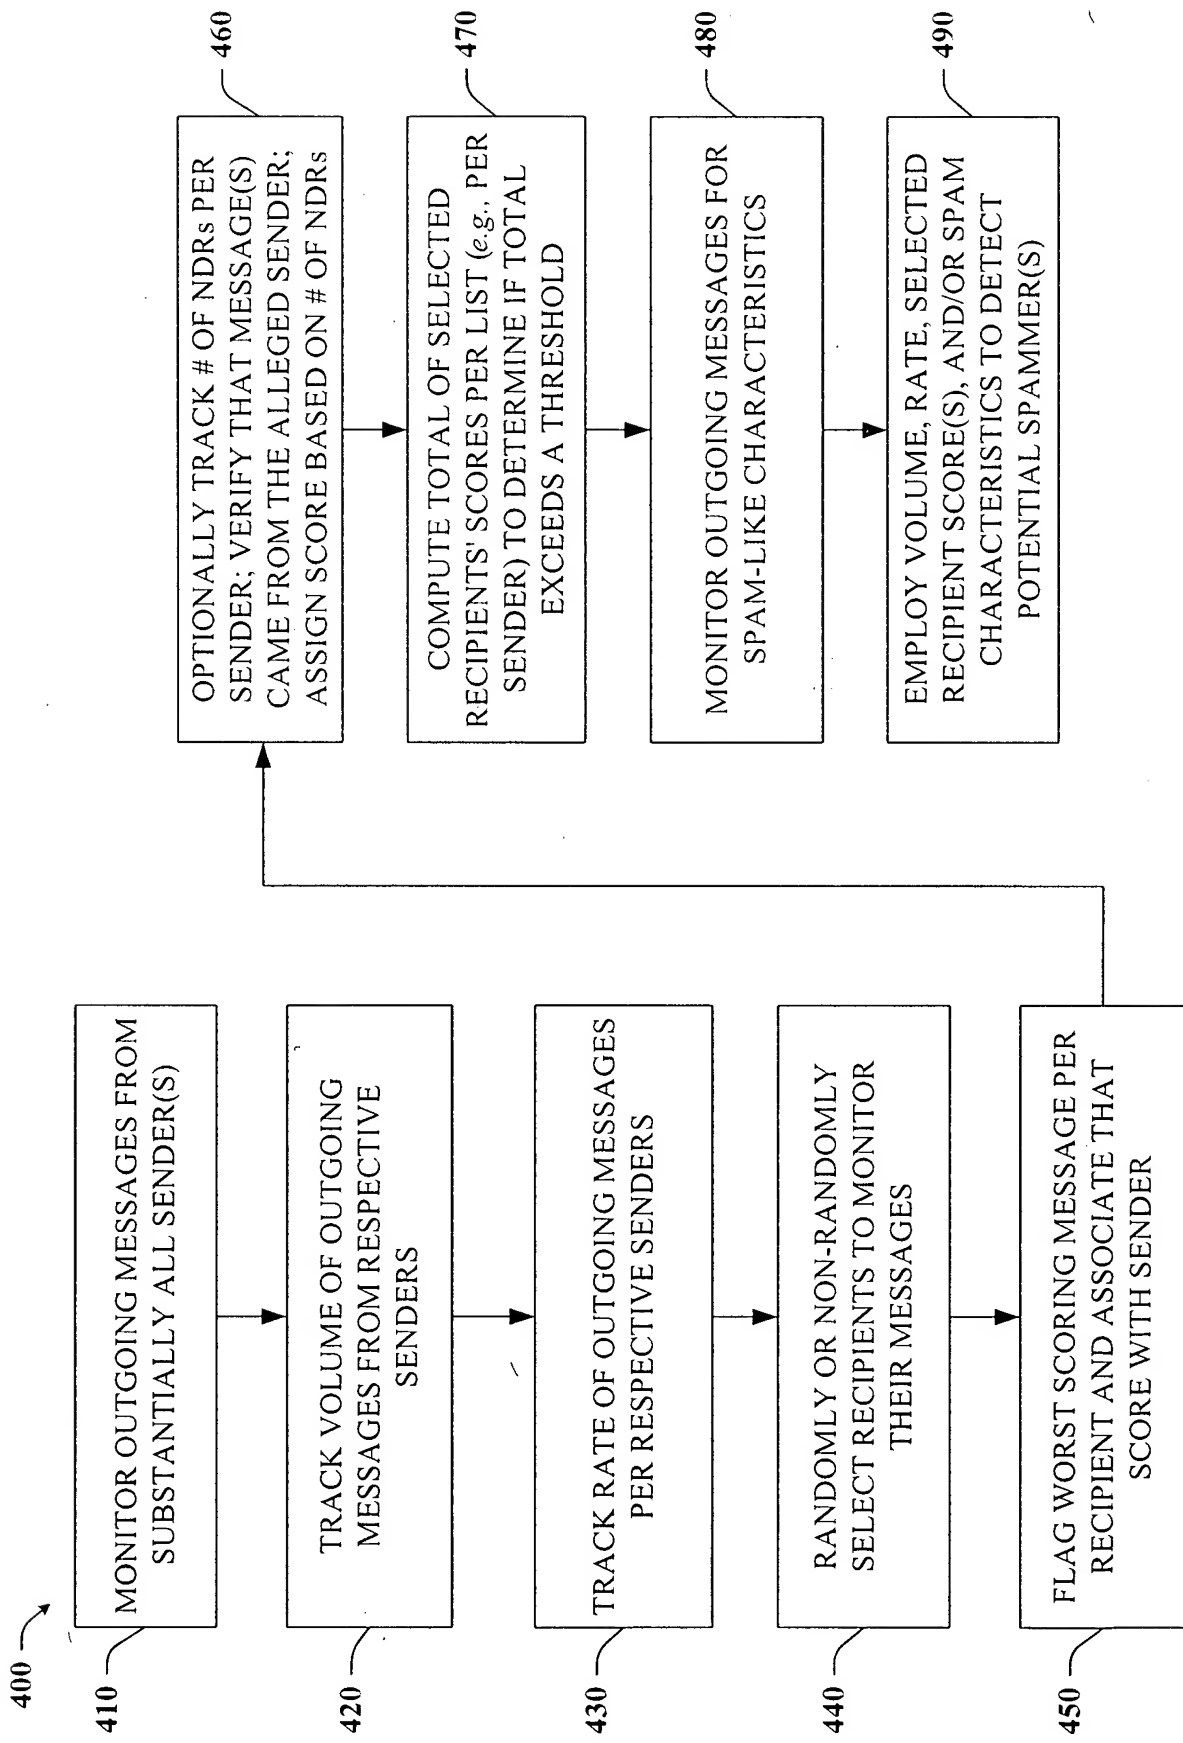 400
410
MONITOR OUTGOING MESSAGES FROM
SUBSTANTIALLY ALL SENDER(S)
420
TRACK VOLUME OF OUTGOING
MESSAGES FROM RESPECTIVE
SENDERS
430
TRACK RATE OF OUTGOING MESSAGES
PER RESPECTIVE SENDERS
440
RANDOMLY OR NON-RANDOMLY
SELECT RECIPIENTS TO MONITOR
THEIR MESSAGES
450
FLAG WORST SCORING MESSAGE PER
RECIPIENT AND ASSOCIATE THAT
SCORE WITH SENDER
460
OPTIONALLY TRACK # OF NDRs PER
SENDER; VERIFY THAT MESSAGE(S)
CAME FROM THE ALLEGED SENDER;
ASSIGN SCORE BASED ON # OF NDRs
470
COMPUTE TOTAL OF SELECTED
RECIPIENTS' SCORES PER LIST (e.g., PER
SENDER) TO DETERMINE IF TOTAL
EXCEEDS A THRESHOLD
480
MONITOR OUTGOING MESSAGES FOR
SPAM-LIKE CHARACTERISTICS
490
EMPLOY VOLUME, RATE, SELECTED
RECIPIENT SCORE(S), AND/OR SPAM
CHARACTERISTICS TO DETECT
POTENTIAL SPAMMER(S)